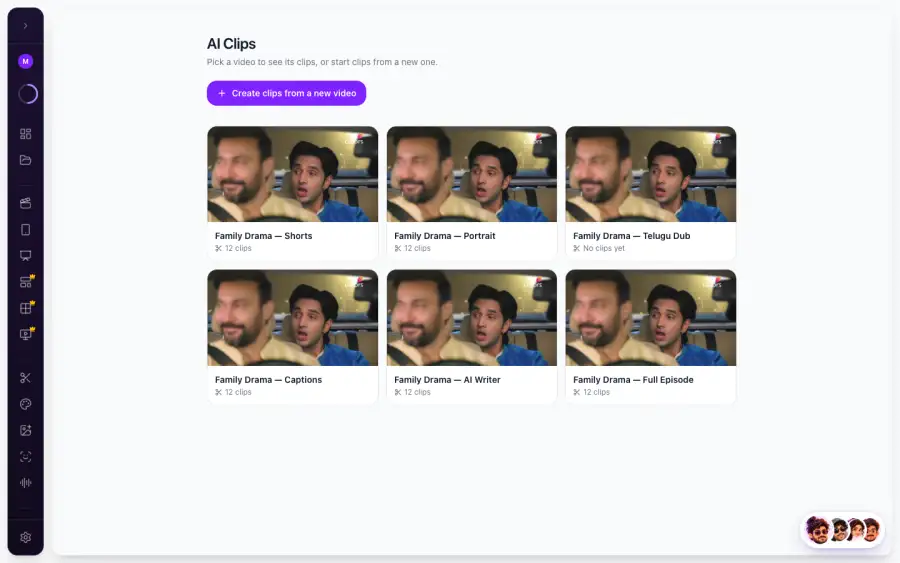 M
AI Clips
Pick a video to see its clips, or start clips from a new one.
+ Create clips from a new video
Family Drama — Shorts
12 clips
Family Drama — Portrait
12 clips
Family Drama — Telugu Dub
No clips yet
Family Drama — Captions
12 clips
Family Drama — AI Writer
12 clips
Family Drama — Full Episode
12 clips